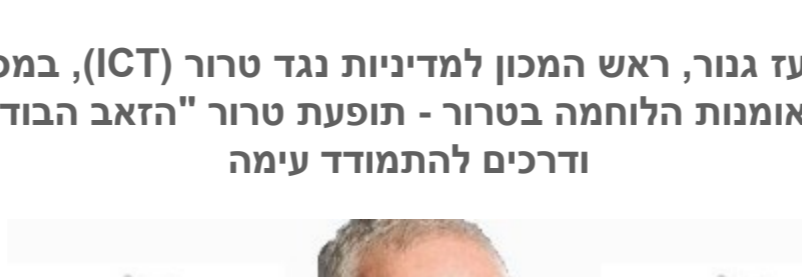 גנור, ראש המכון למדיניות נגד טרור (ICT),
אומנות הלוחמה בטרור - תופעת טרור "הזאב
ודרכים להתמודד עימה